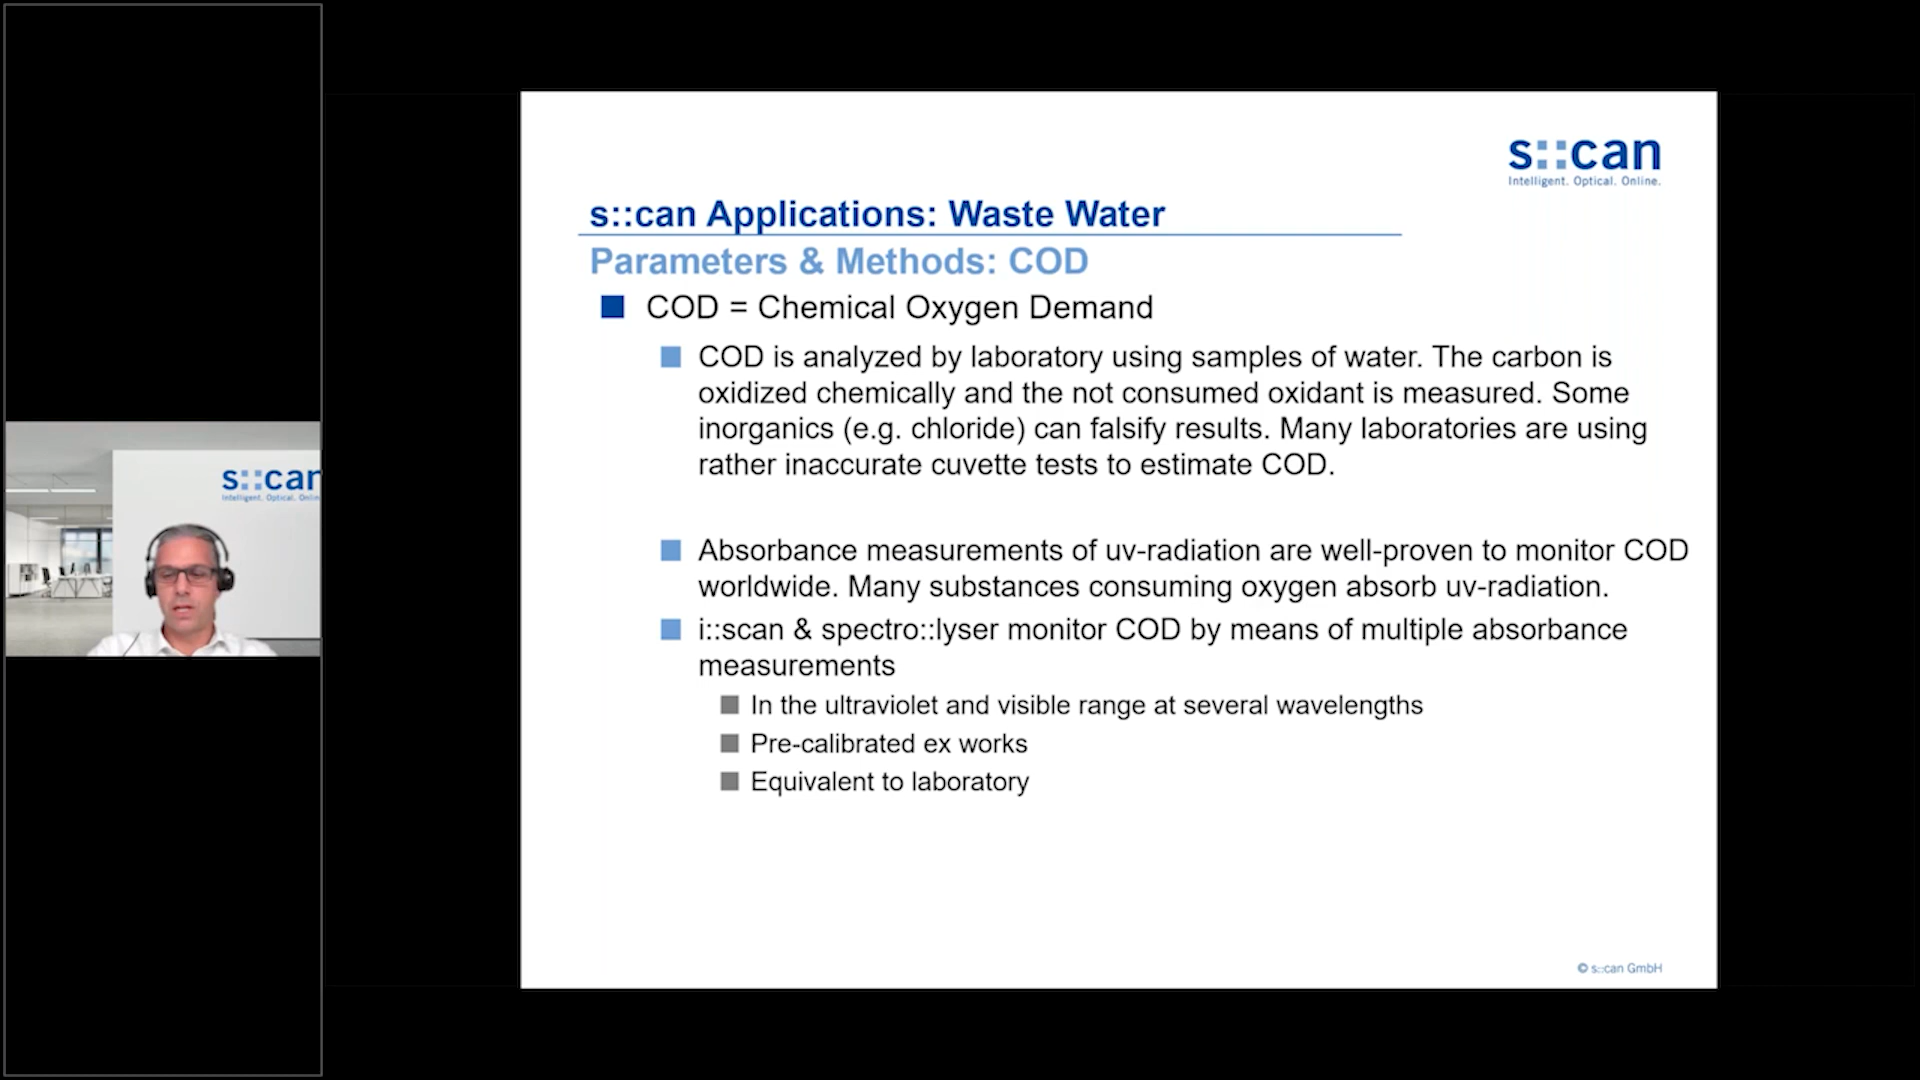 s::can
Intelligent. Optical. Online.
s::can Applications: Waste Water
Parameters & Methods: COD
COD = Chemical Oxygen Demand
COD is analyzed by laboratory using samples of water. The carbon is
oxidized chemically and the not consumed oxidant is measured. Some
inorganics (e.g. chloride) can falsify results. Many laboratories are using
rather inaccurate cuvette tests to estimate COD.
Absorbance measurements of uv-radiation are well-proven to monitor COD
worldwide. Many substances consuming oxygen absorb uv-radiation.
i::scan & spectro::lyser monitor COD by means of multiple absorbance
measurements
In the ultraviolet and visible range at several wavelengths
Pre-calibrated ex works
Equivalent to laboratory
© s::can GmbH
s::can
Intelligent. Optical. Onlin